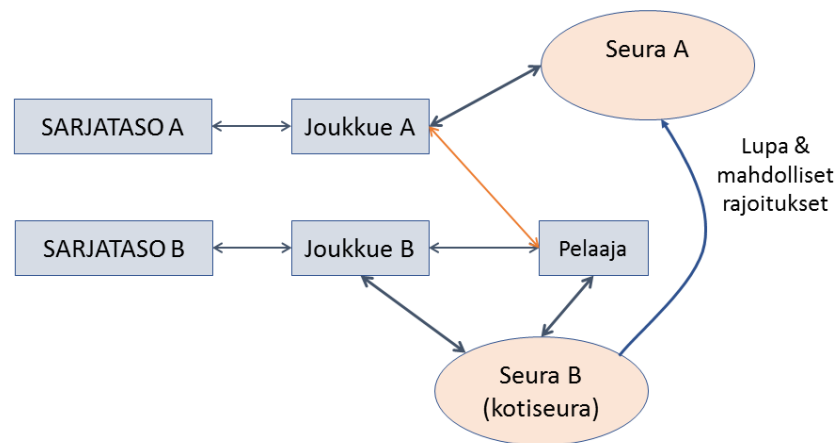 Seura A
SARJATASO A
Joukkue A
Lupa &
mahdolliset
rajoitukset
SARJATASO B
Joukkue B
Pelaaja
Seura B
(kotiseura)